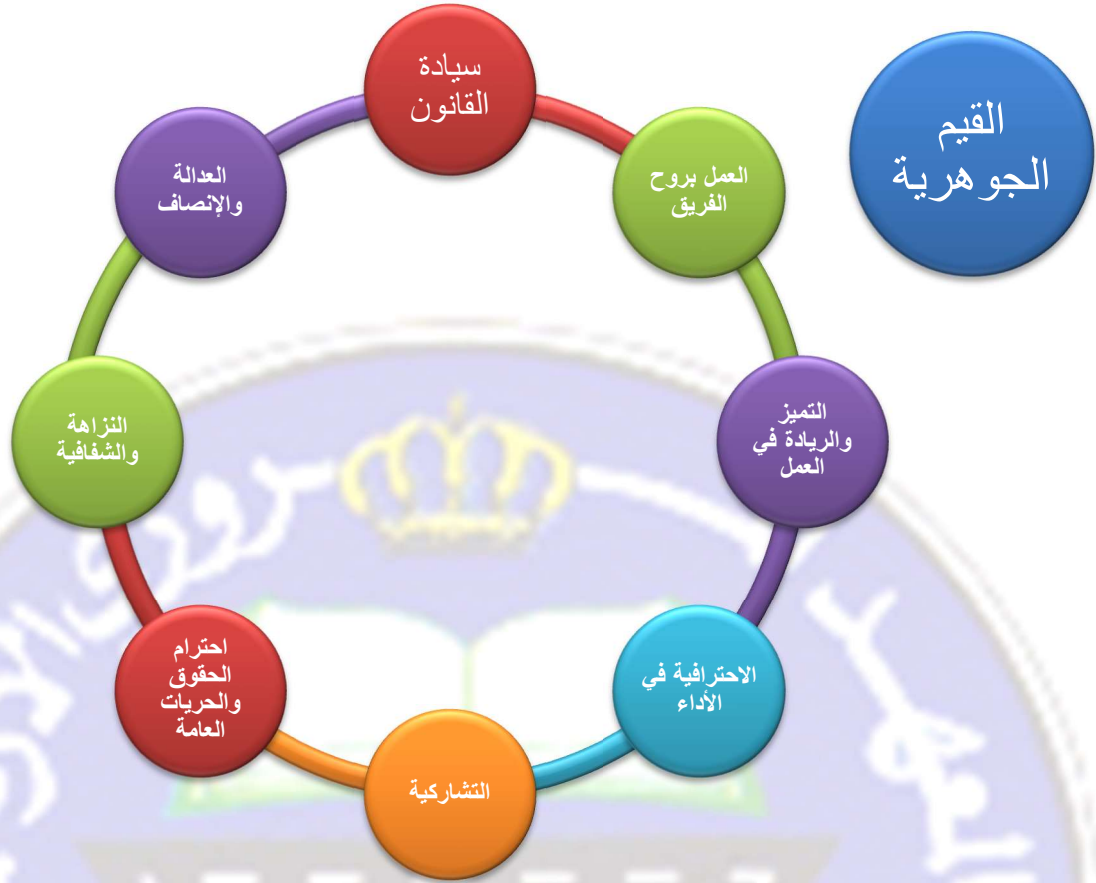 القيم
الجوهرية
سيادة
القانون
العمل بروح
الفريق
التميز
والريادة في
العمل
الاحترافية في
الأداء
التشاركية
احترام
الحقوق
والحريات
العامة
النزاهة
والشفافية
العدالة
والإنصاف